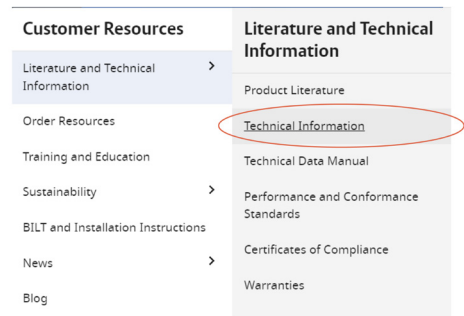 Customer Resources
Literature and Technical
Information
Order Resources
Training and Education
Sustainability
BILT and Installation Instructions
News
Blog
Literature and Technical
Information
Product Literature
Technical Information
Technical Data Manual
Performance and Conformance
Standards
Certificates of Compliance
Warranties